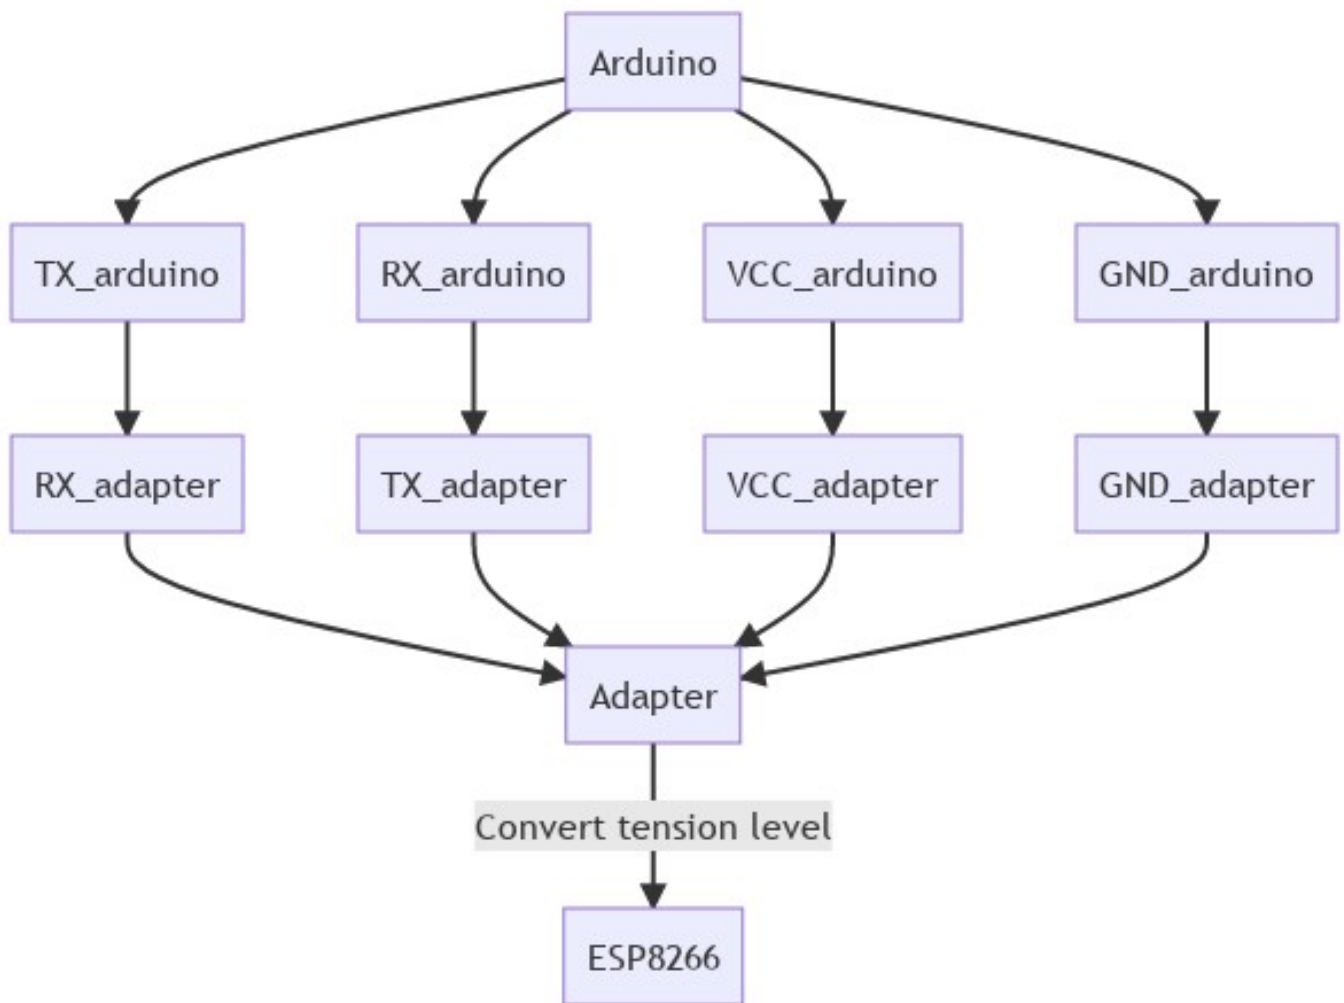 Arduino
TX_arduino
RX_arduino
VCC_arduino
GND_arduino
RX_adapter
TX_adapter
VCC_adapter
GND_adapter
Adapter
Convert tension level
ESP8266